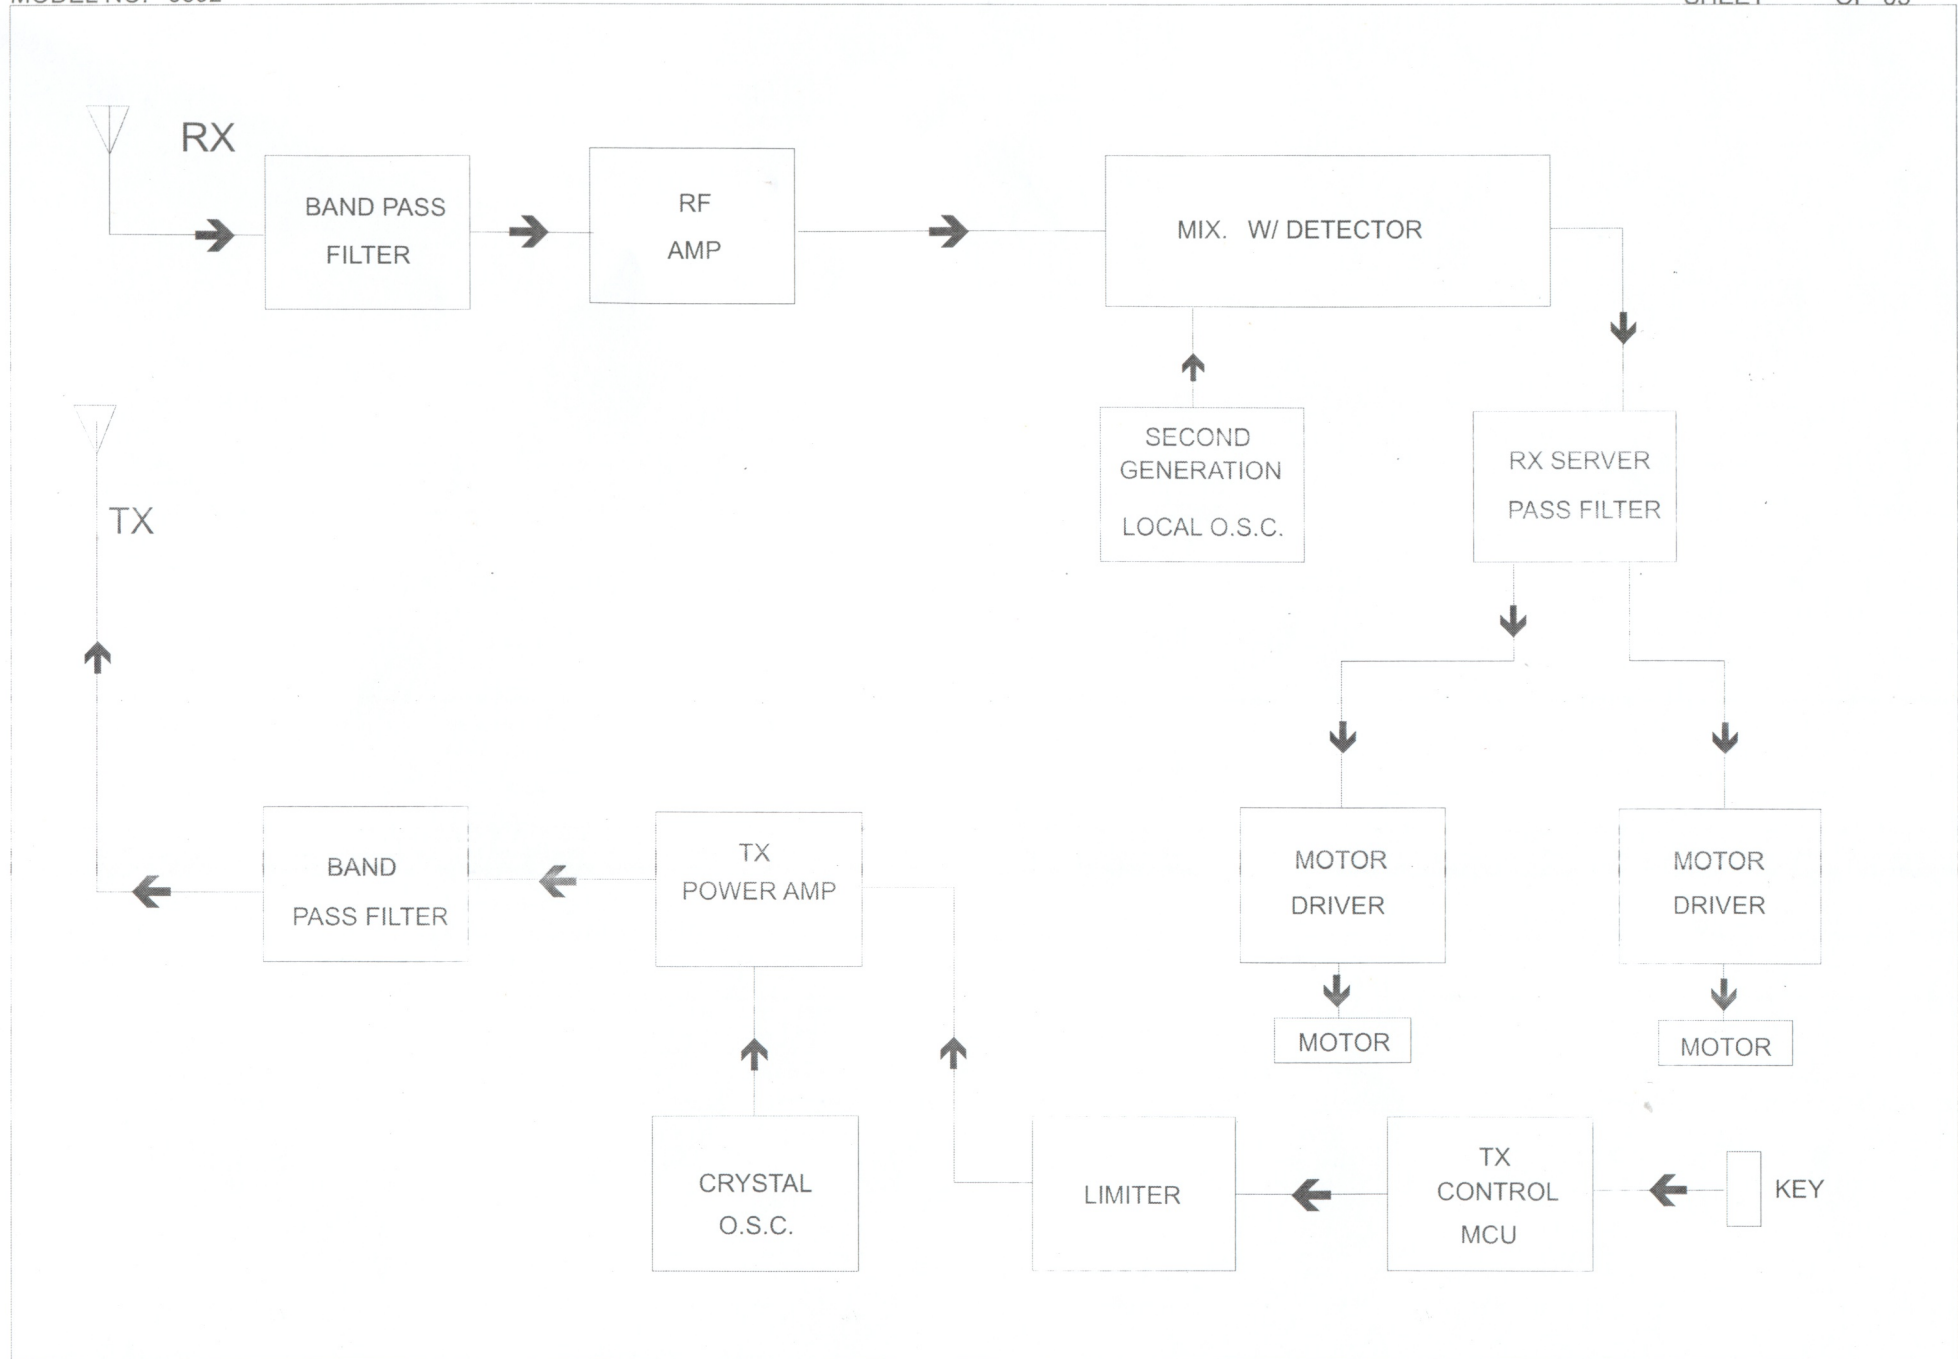 RX
BAND PASS
FILTER
RF
AMP
MIX. W/ DETECTOR
SECOND
GENERATION
LOCAL O.S.C.
RX SERVER
PASS FILTER
TX
BAND
PASS FILTER
TX
POWER AMP
MOTOR
DRIVER
MOTOR
DRIVER
MOTOR
MOTOR
CRYSTAL
O.S.C.
LIMITER
TX
CONTROL
MCU
KEY